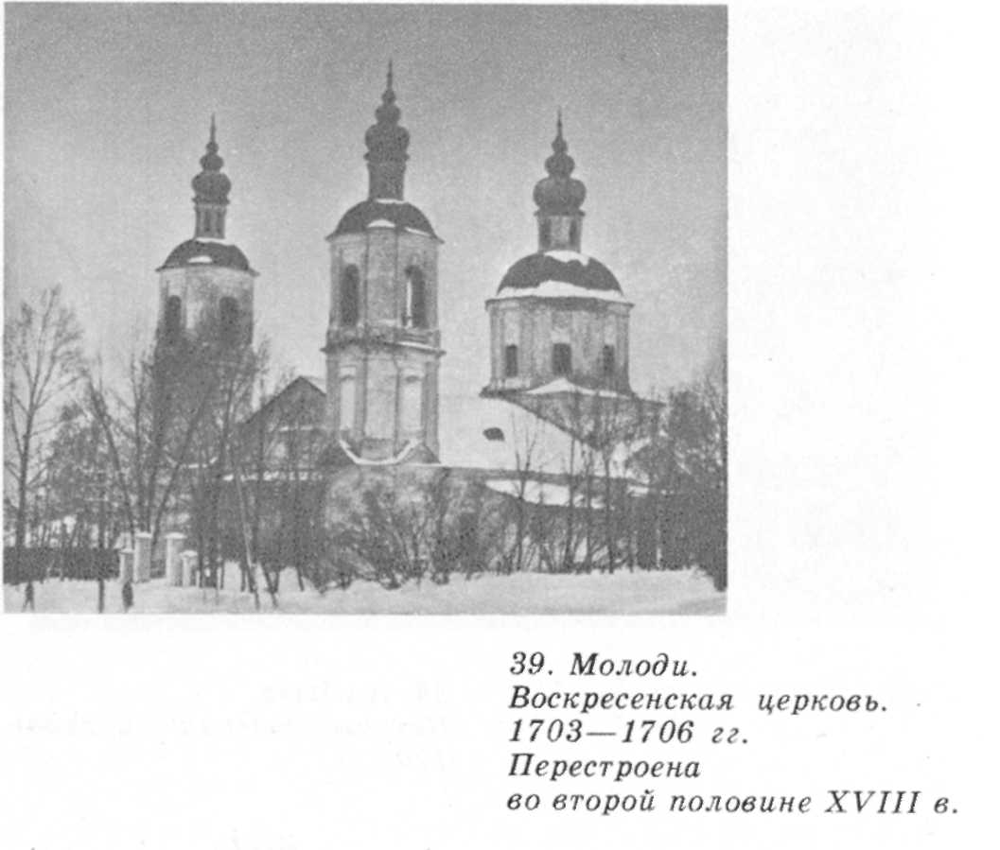 39. Молоди.
Воскресенская церковь.
1703—1706 гг.
Перестроена
во второй половине XVIII в.